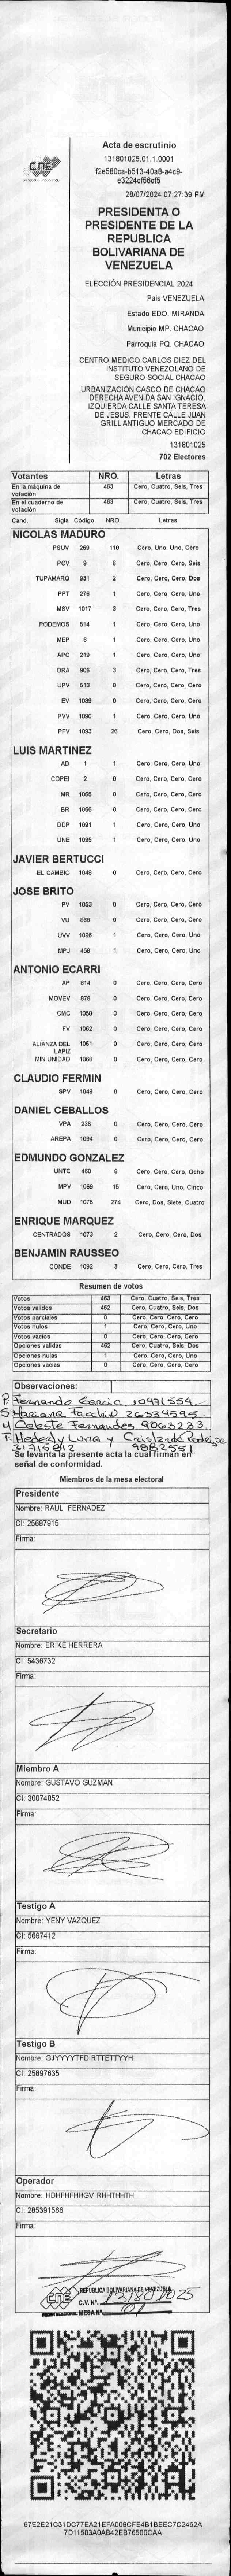 CNE
PODER ELECTORAL
Acta de escrutinio
131801025.01.1.0001
f2e580ca-b513-40a8-a4c9-
e3224cf56cf5
28/07/2024 07:27:39 PM
PRESIDENTA O
PRESIDENTE DE LA
REPUBLICA
BOLIVARIANA DE
VENEZUELA
ELECCIÓN PRESIDENCIAL 2024
Pais VENEZUELA
Estado EDO. MIRANDA
Municipio MP. CHACAO
Parroquia PQ. CHACAO
CENTRO MEDICO CARLOS DIEZ DEL
INSTITUTO VENEZOLANO DE
SEGURO SOCIAL CHACAO
URBANIZACIÓN CASCO DE CHACAO
DERECHA AVENIDA SAN IGNACIO.
IZQUIERDA CALLE SANTA TERESA
DE JESUS. FRENTE CALLE JUAN
GRILL ANTIGUO MERCADO DE
CHACAO EDIFICIO
131801025
702 Electores
Votantes NRO. Letras
En la máquina de votación 463 Cero, Cuatro, Seis, Tres
En el cuaderno de votación 463 Cero, Cuatro, Seis, Tres
Cand. Sigla Código NRO. Letras
NICOLAS MADURO
PSUV 269 110 Cero, Uno, Uno, Cero
PCV 9 6 Cero, Cero, Cero, Seis
TUPAMARO 931 2 Cero, Cero, Cero, Dos
PPT 276 1 Cero, Cero, Cero, Uno
MSV 1017 3 Cero, Cero, Cero, Tres
PODEMOS 514 1 Cero, Cero, Cero, Uno
MEP 6 1 Cero, Cero, Cero, Uno
APC 219 1 Cero, Cero, Cero, Uno
ORA 906 3 Cero, Cero, Cero, Tres
UPV 513 0 Cero, Cero, Cero, Cero
EV 1089 0 Cero, Cero, Cero, Cero
PVV 1090 1 Cero, Cero, Cero, Uno
PFV 1093 26 Cero, Cero, Dos, Seis
LUIS MARTINEZ
AD 1 1 Cero, Cero, Cero, Uno
COPEI 2 0 Cero, Cero, Cero, Cero
MR 1065 0 Cero, Cero, Cero, Cero
BR 1066 0 Cero, Cero, Cero, Cero
DDP 1091 1 Cero, Cero, Cero, Uno
UNE 1095 1 Cero, Cero, Cero, Uno
JAVIER BERTUCCI
EL CAMBIO 1048 0 Cero, Cero, Cero, Cero
JOSE BRITO
PV 1053 0 Cero, Cero, Cero, Cero
VU 868 0 Cero, Cero, Cero, Cero
UVV 1096 1 Cero, Cero, Cero, Uno
MPJ 458 1 Cero, Cero, Cero, Uno
ANTONIO ECARRI
AP 814 0 Cero, Cero, Cero, Cero
MOVEV 878 0 Cero, Cero, Cero, Cero
CMC 1050 0 Cero, Cero, Cero, Cero
FV 1052 0 Cero, Cero, Cero, Cero
ALIANZA DEL LAPIZ 1051 0 Cero, Cero, Cero, Cero
MIN UNIDAD 1068 0 Cero, Cero, Cero, Cero
CLAUDIO FERMIN
SPV 1049 0 Cero, Cero, Cero, Cero
DANIEL CEBALLOS
VPA 236 0 Cero, Cero, Cero, Cero
AREPA 1094 0 Cero, Cero, Cero, Cero
EDMUNDO GONZALEZ
UNTC 460 8 Cero, Cero, Cero, Ocho
MPV 1069 15 Cero, Cero, Uno, Cinco
MUD 1075 274 Cero, Dos, Siete, Cuatro
ENRIQUE MARQUEZ
CENTRADOS 1073 2 Cero, Cero, Cero, Dos
BENJAMIN RAUSSEO
CONDE 1092 3 Cero, Cero, Cero, Tres
Resumen de votos
Votos 463 Cero, Cuatro, Seis, Tres
Votos validos 462 Cero, Cuatro, Seis, Dos
Votos parciales 0 Cero, Cero, Cero, Cero
Votos nulos 1 Cero, Cero, Cero, Uno
Votos vacios 0 Cero, Cero, Cero, Cero
Opciones validas 462 Cero, Cuatro, Seis, Dos
Opciones nulas 1 Cero, Cero, Cero, Uno
Opciones vacias 0 Cero, Cero, Cero, Cero
Observaciones:
Fernando Garcia, 10471554
Mariana Facchin 26334595
Celeste Fernandes 9063233
Hederly Luna y
9882551
Se levanta la presente acta la cual firman en
señal de conformidad.
Miembros de la mesa electoral
Presidente
Nombre: RAUL FERNADEZ
CI: 25687915
Firma:
Secretario
Nombre: ERIKE HERRERA
CI: 5436732
Firma:
Miembro A
Nombre: GUSTAVO GUZMAN
CI: 30074052
Firma:
Testigo A
Nombre: YENY VAZQUEZ
CI: 5697412
Firma:
Testigo B
Nombre: GJYYYYTFD RTTETTYYH
CI: 25897635
Firma:
Operador
Nombre: HDHFHFHHGV RHHTHHTH
CI: 285391566
Firma:
CNE REPUBLICA BOLIVARIANA DE VENEZUELA
C.V. Nº. 131801025
PODER ELECTORAL MESA Nº. 01
67E2E21C31DC77EA21EFA009CFE4B1BEEC7C2462A
7D11503A0AB42EB76500CAA